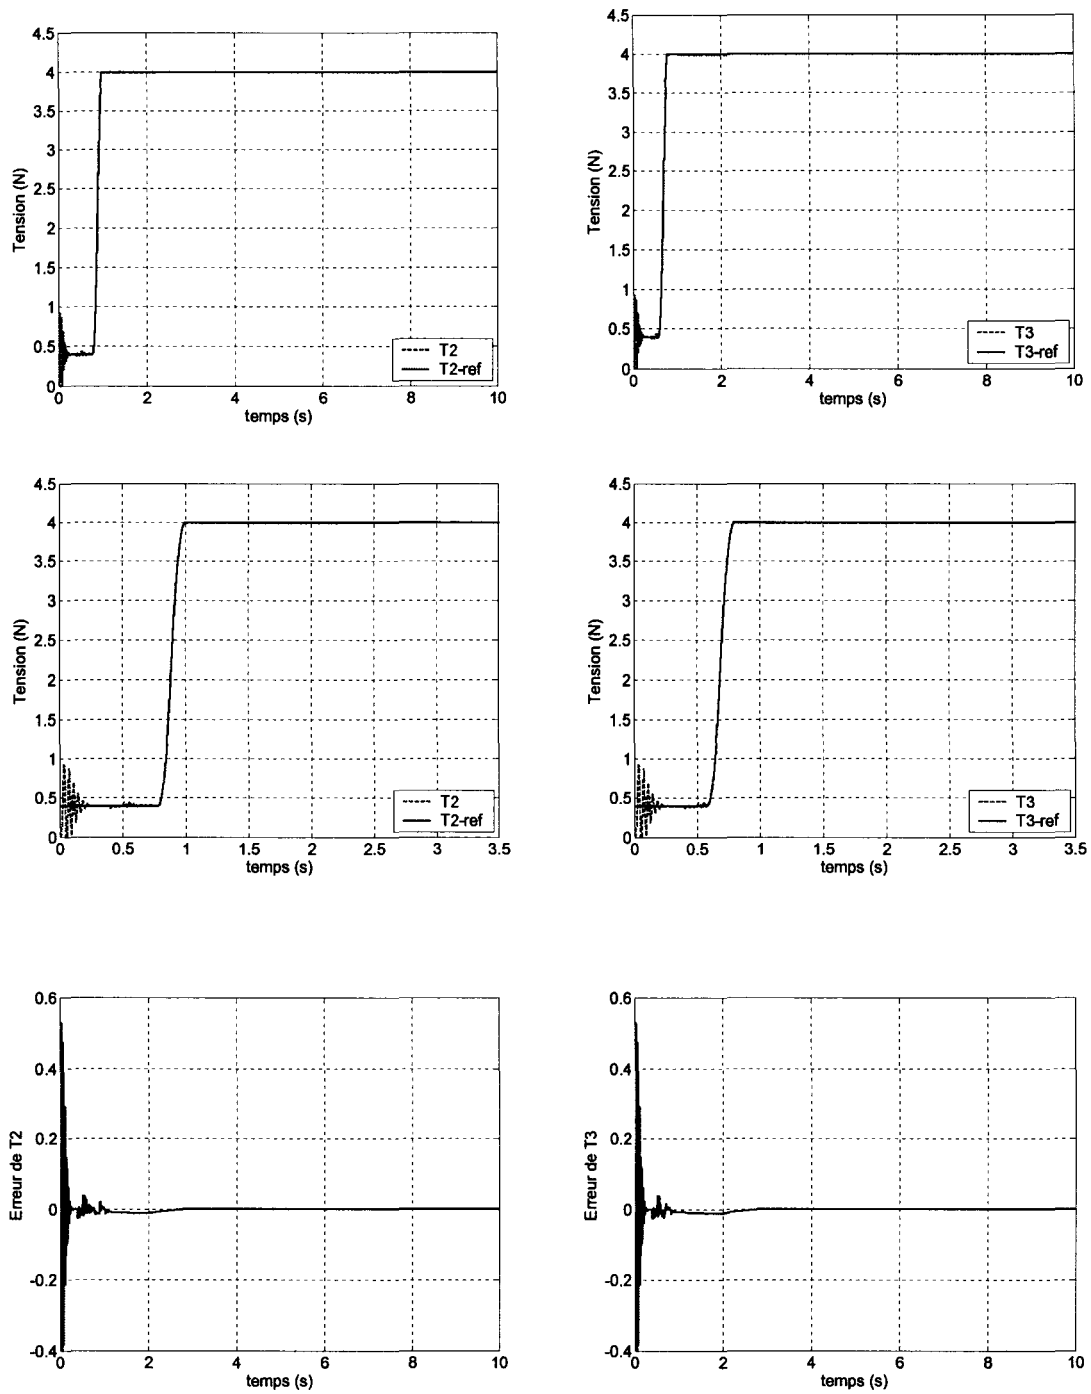 4.5
4
3.5
3
2.5
2
1.5
1
0.5
0
Tension (N)
T2
T2-ref
0 2 4 6 8 10
temps (s)
4.5
4
3.5
3
2.5
2
1.5
1
0.5
0
Tension (N)
T3
T3-ref
0 2 4 6 8 10
temps (s)
4.5
4
3.5
3
2.5
2
1.5
1
0.5
0
Tension (N)
T2
T2-ref
0 0.5 1 1.5 2 2.5 3 3.5
temps (s)
4.5
4
3.5
3
2.5
2
1.5
1
0.5
0
Tension (N)
T3
T3-ref
0 0.5 1 1.5 2 2.5 3 3.5
temps (s)
0.6
0.4
0.2
0
-0.2
-0.4
Erreur de T2
0 2 4 6 8 10
temps (s)
0.6
0.4
0.2
0
-0.2
-0.4
Erreur de T3
0 2 4 6 8 10
temps (s)